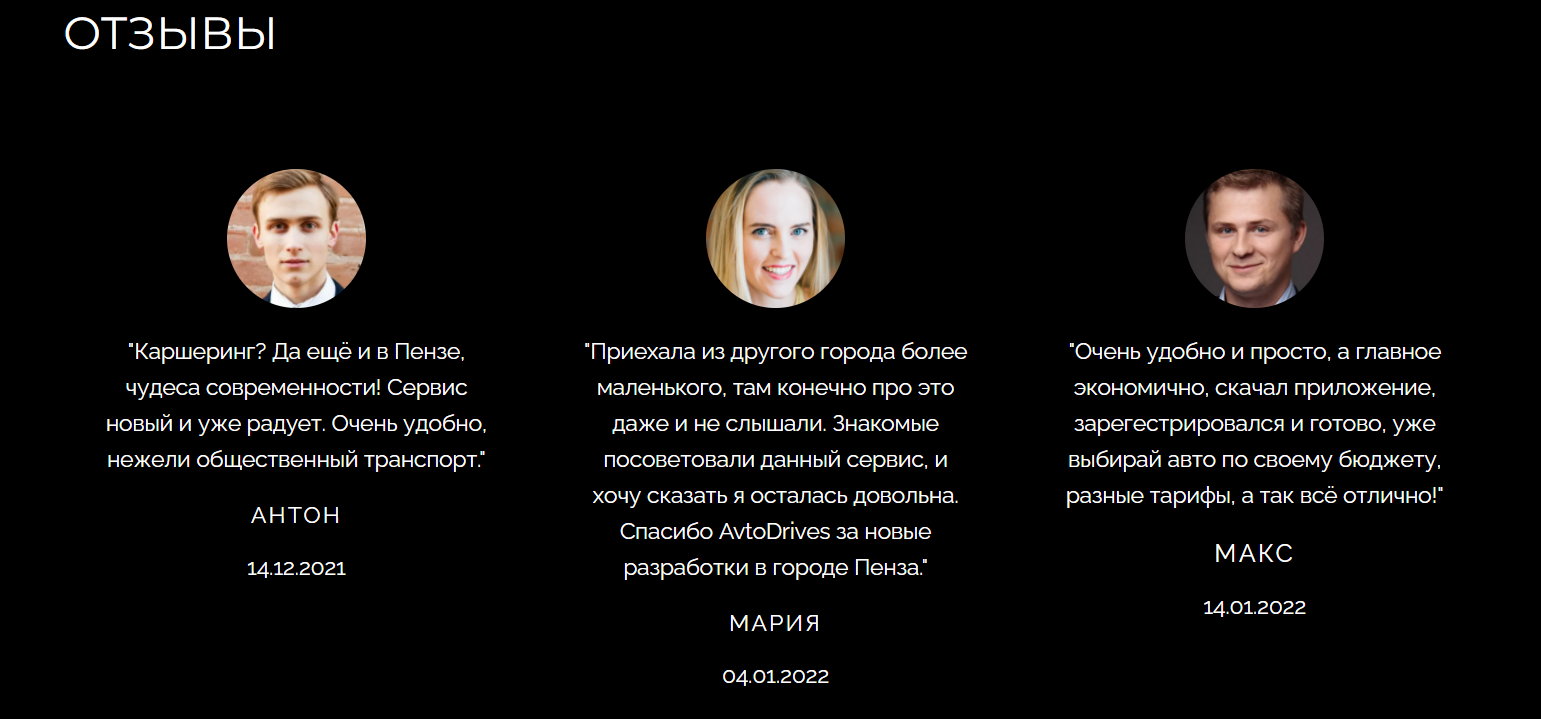 ОТЗЫВЫ
"Каршеринг? Да ещё и в Пензе,
чудеса современности! Сервис
новый и уже радует. Очень удобно,
нежели общественный транспорт."
АНТОН
14.12.2021
"Приехала из другого города более
маленького, там конечно про это
даже и не слышали. Знакомые
посоветовали данный сервис, и
хочу сказать я осталась довольна.
Спасибо AvtoDrives за новые
разработки в городе Пенза."
МАРИЯ
04.01.2022
"Очень удобно и просто, а главное
экономично, скачал приложение,
зарегестрировался и готово, уже
выбирай авто по своему бюджету,
разные тарифы, а так всё отлично!"
МАКС
14.01.2022